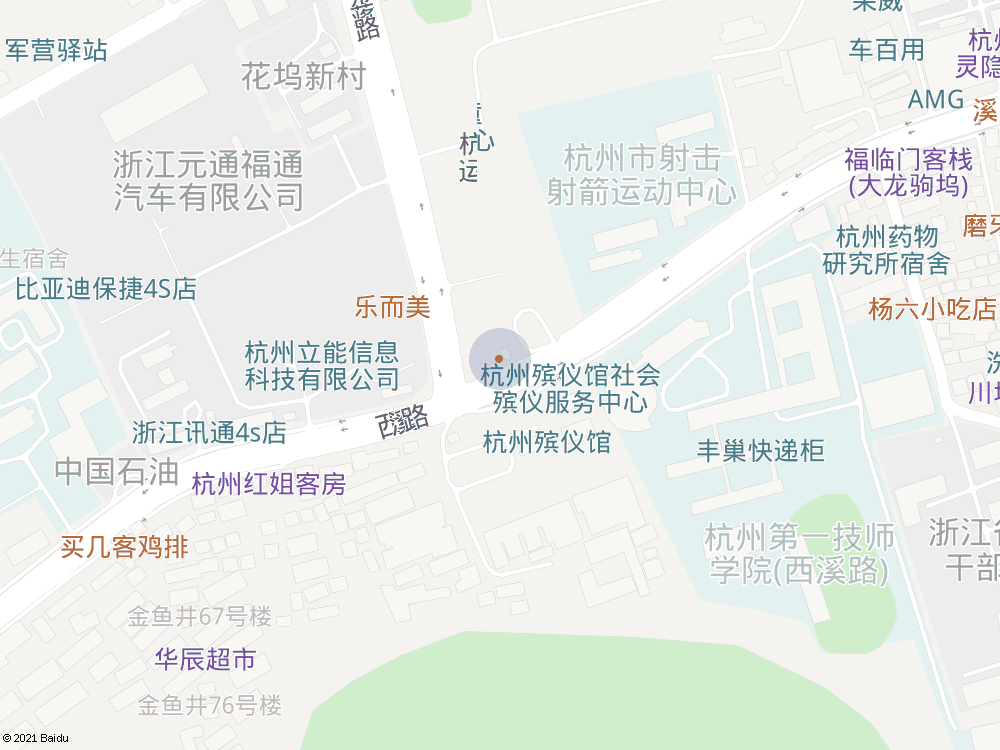 军营驿站
花坞新村
路
车百用
AMG
灵隐
溪
浙江元通福通
汽车有限公司
杭州市射击
射箭运动中心
福临门客栈
(大龙驹坞)
生宿舍
比亚迪保捷4S店
乐而美
杭州药物
研究所宿舍
杨六小吃店
杭州立能信息
科技有限公司
杭州殡仪馆社会
殡仪服务中心
西溪路
浙江讯通4s店
杭州殡仪馆
丰巢快递柜
中国石油
杭州红姐客房
买几客鸡排
杭州第一技师
学院(西溪路)
浙江省
干部
金鱼井67号楼
华辰超市
金鱼井76号楼
© 2021 Baidu